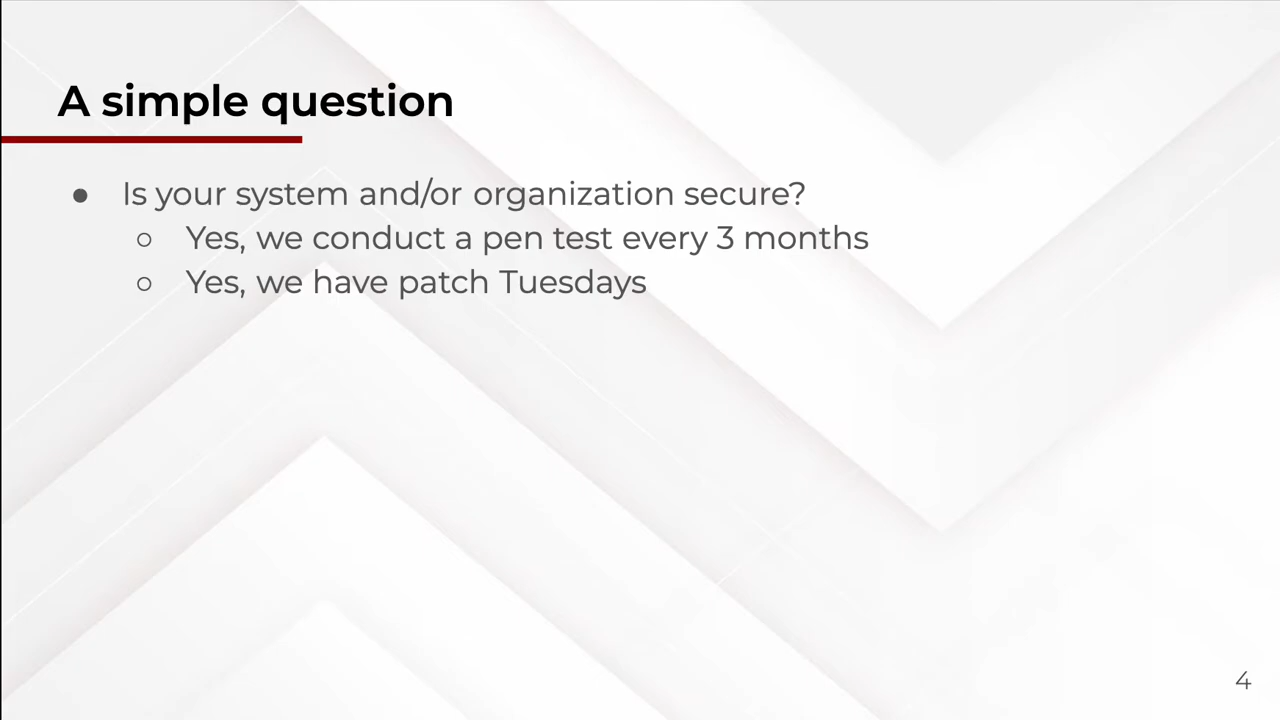 A simple question
● Is your system and/or organization secure?
○ Yes, we conduct a pen test every 3 months
○ Yes, we have patch Tuesdays
4